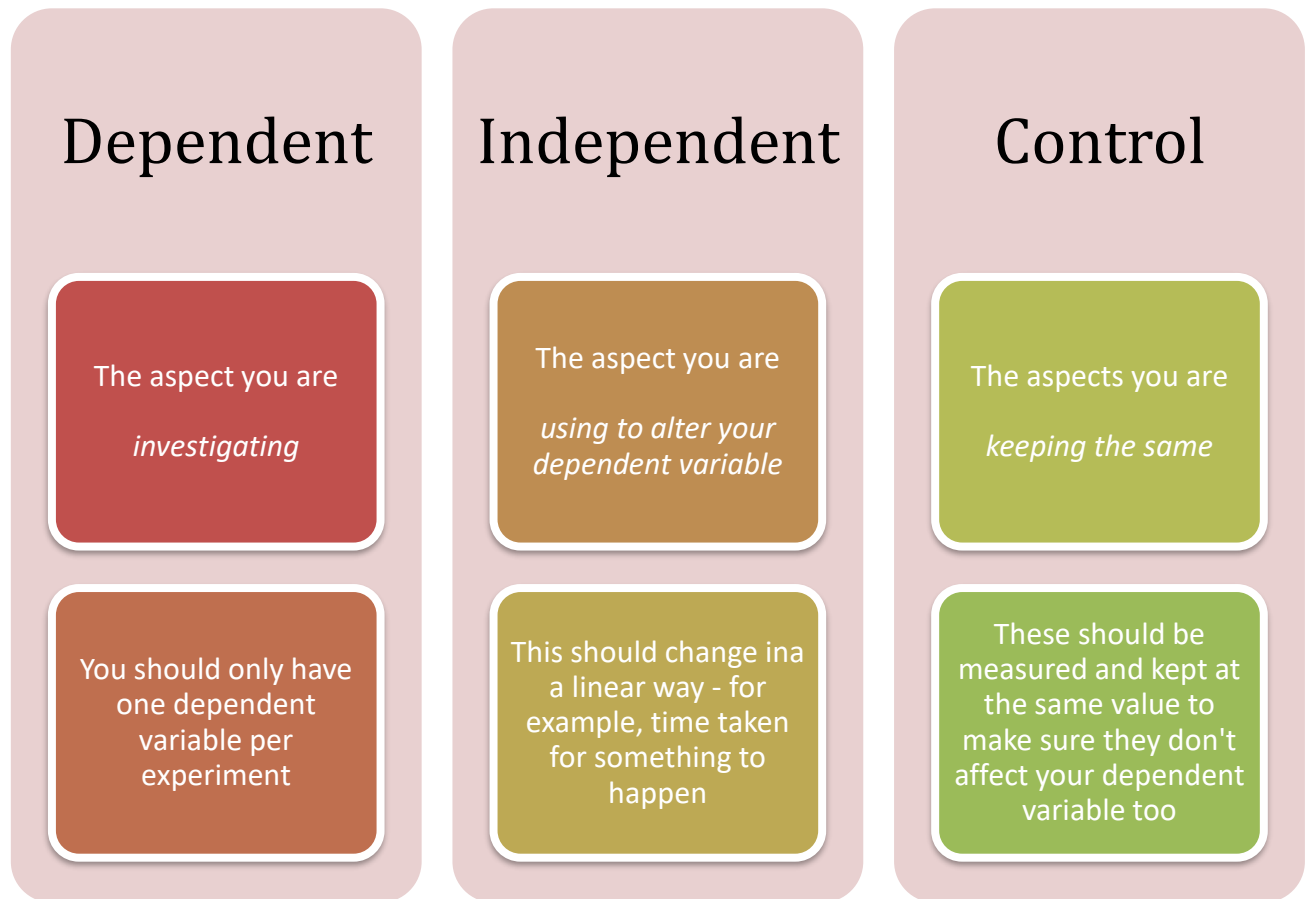 Dependent
The aspect you are
investigating
You should only have
one dependent
variable per
experiment
Independent
The aspect you are
using to alter your
dependent variable
This should change ina
a linear way - for
example, time taken
for something to
happen
Control
The aspects you are
keeping the same
These should be
measured and kept at
the same value to
make sure they don't
affect your dependent
variable too